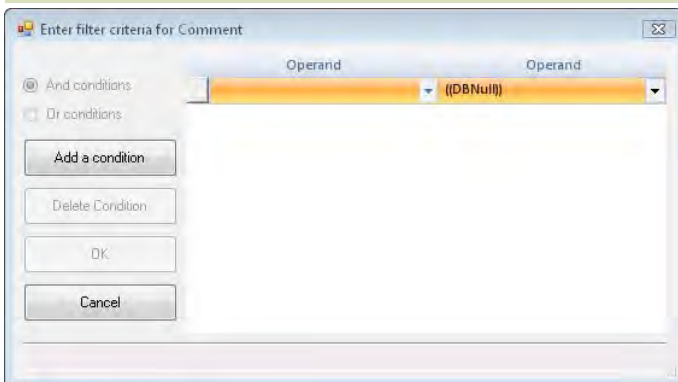 Enter filter criteria for Comment
Operand Operand
And conditions
((DBNull))
Or conditions
Add a condition
Delete Condition
OK
Cancel